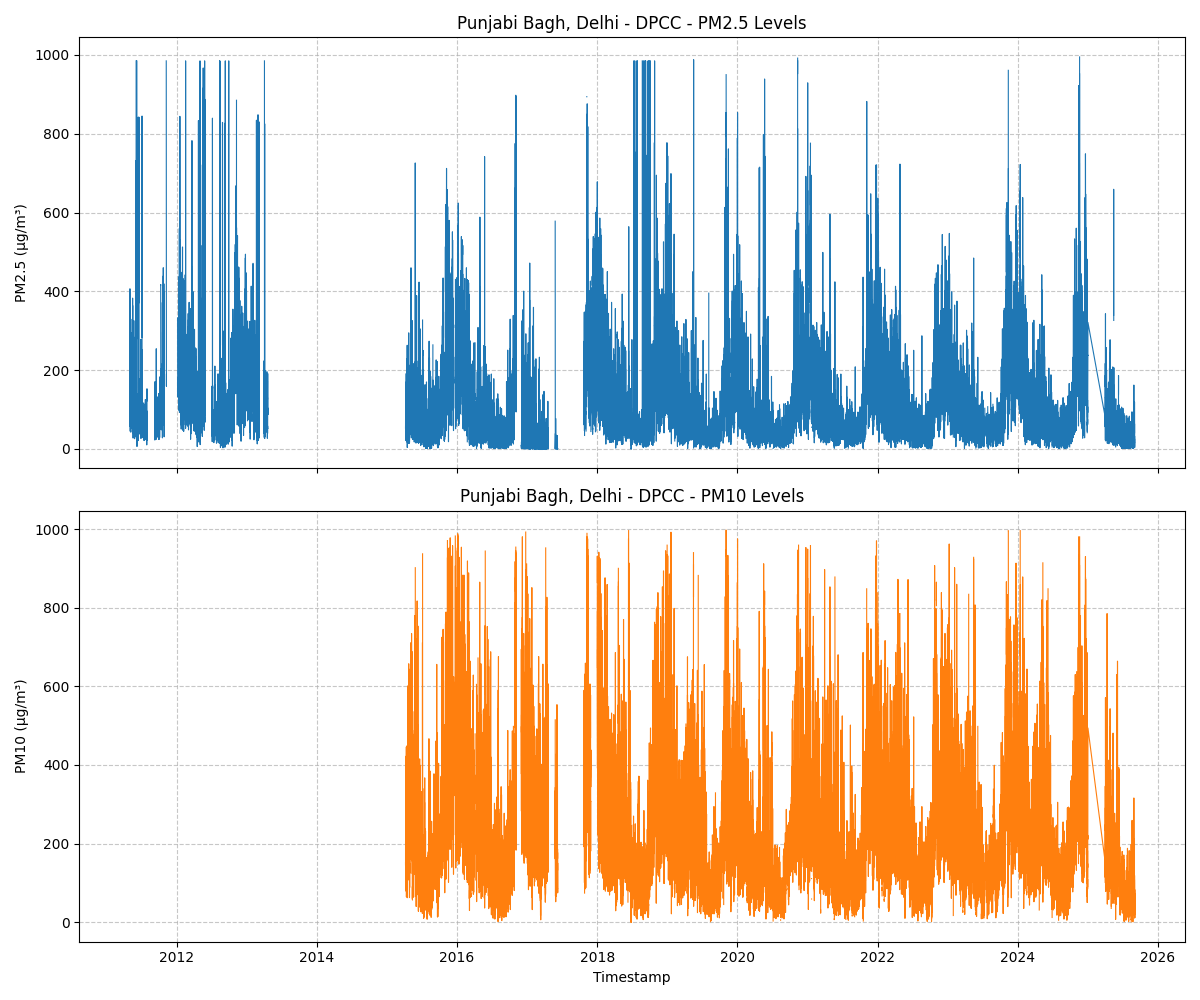 Punjabi Bagh, Delhi - DPCC - PM2.5 Levels
PM2.5 (µg/m³)
1000
800
600
400
200
0
Punjabi Bagh, Delhi - DPCC - PM10 Levels
PM10 (µg/m³)
1000
800
600
400
200
0
2012 2014 2016 2018 2020 2022 2024 2026
Timestamp